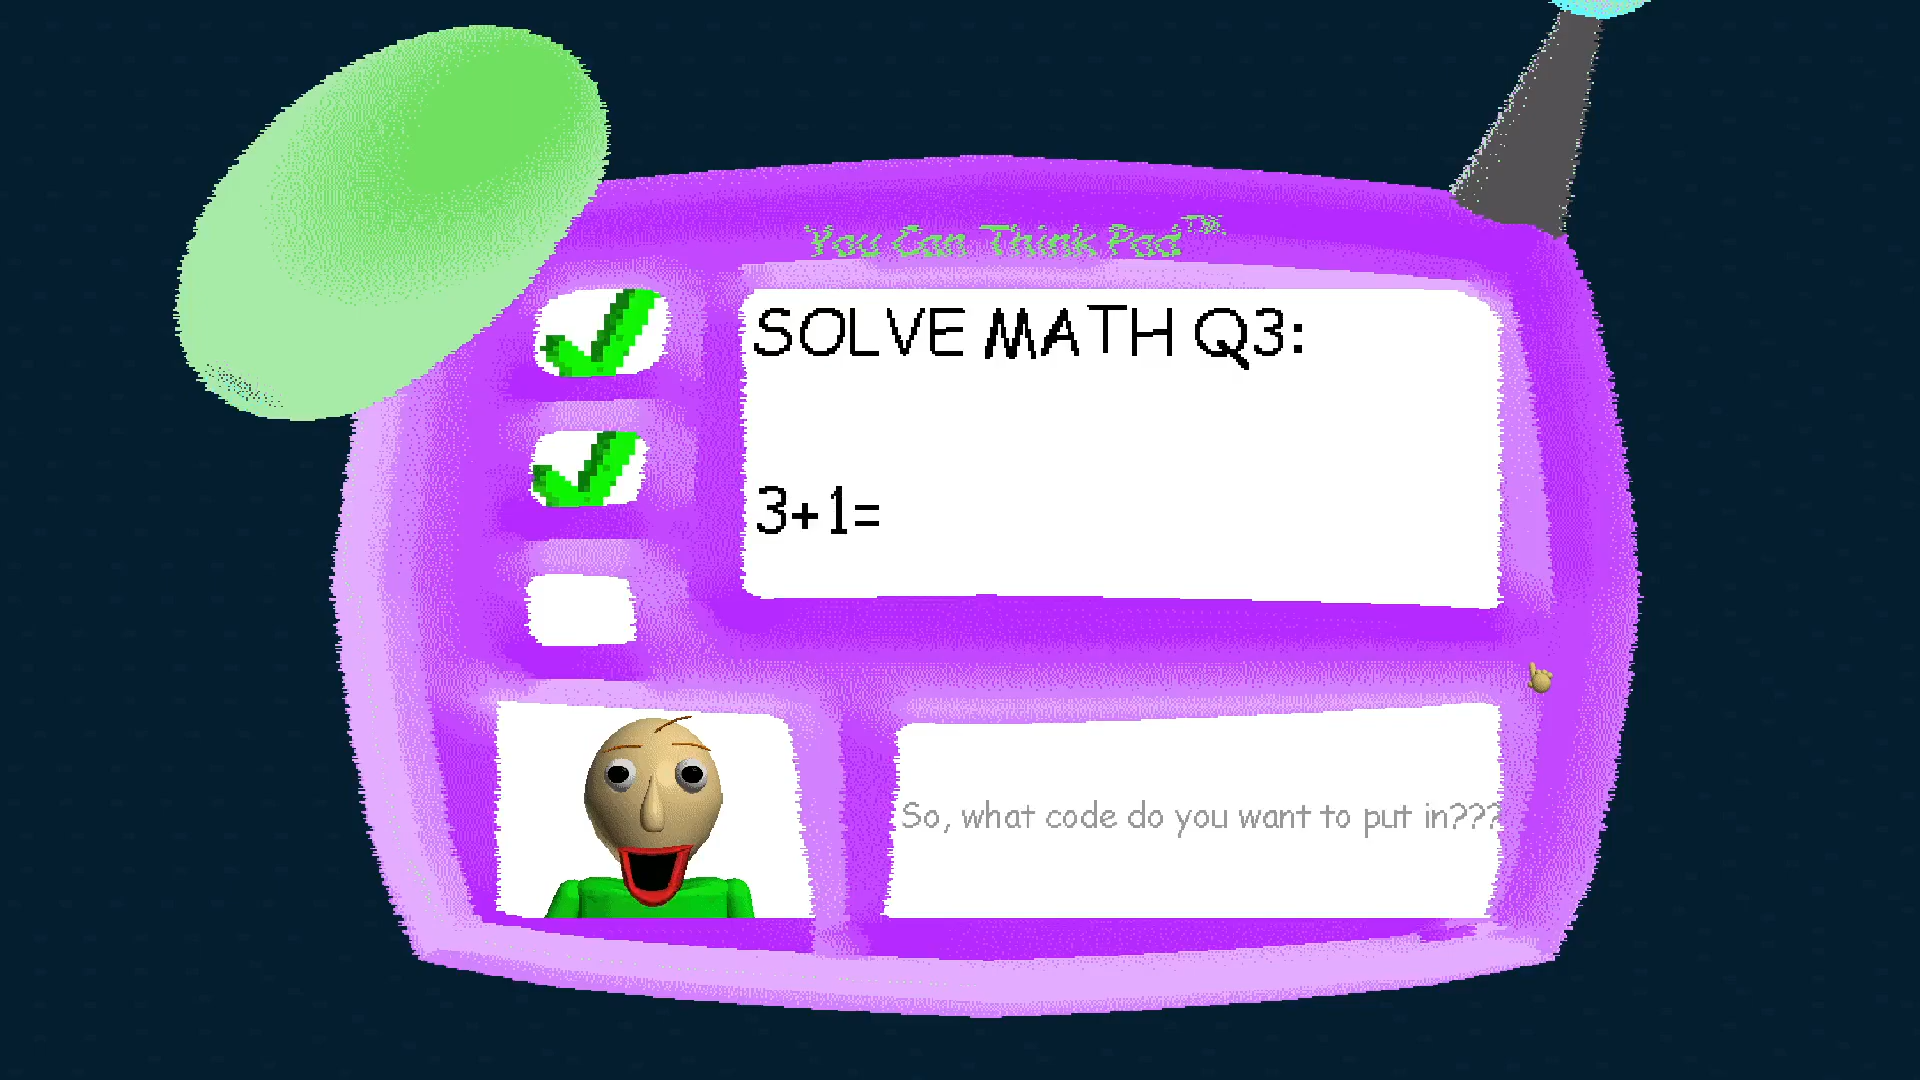 You Can Think Pad™
SOLVE MATH Q3:
3+1=
So, what code do you want to put in???